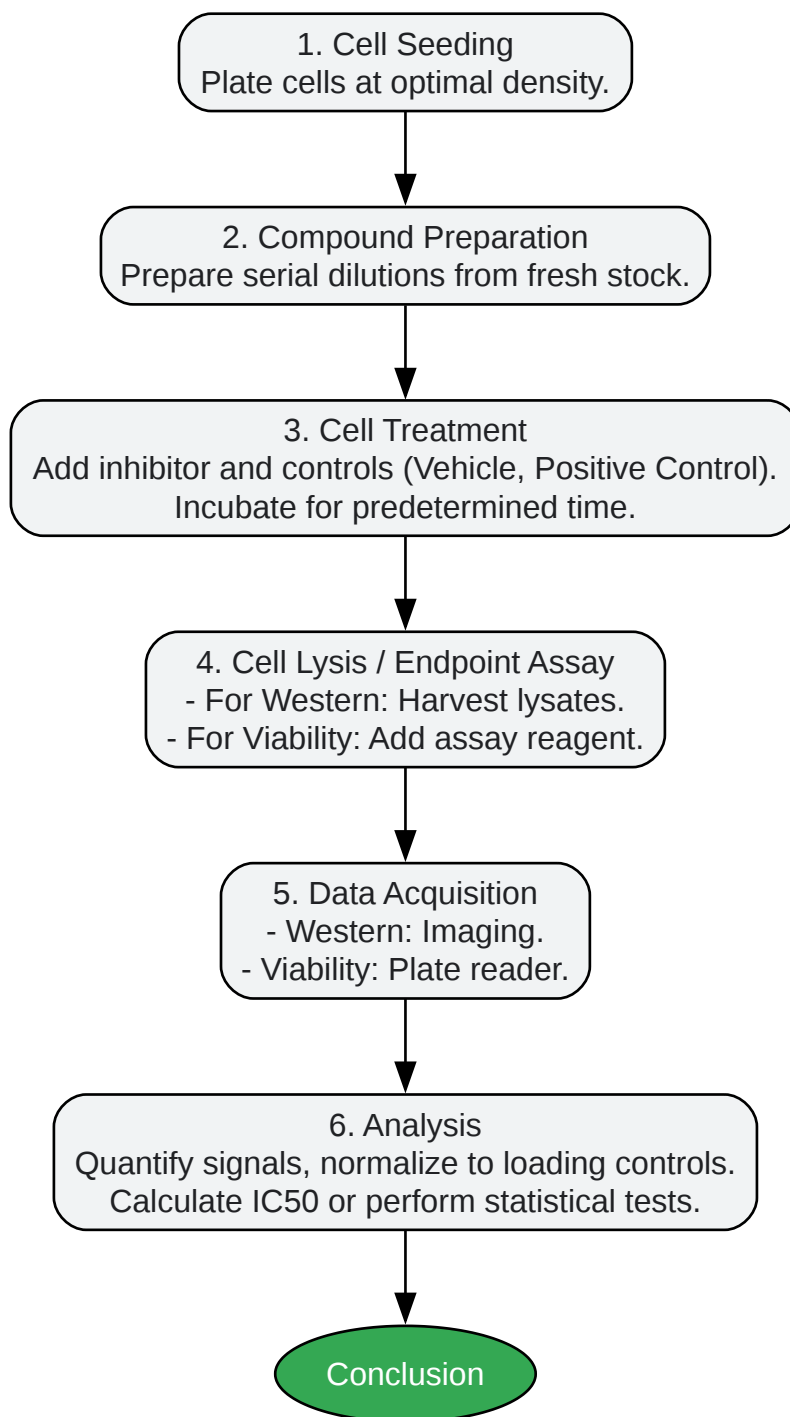 1. Cell Seeding
Plate cells at optimal density.
2. Compound Preparation
Prepare serial dilutions from fresh stock.
3. Cell Treatment
Add inhibitor and controls (Vehicle, Positive Control).
Incubate for predetermined time.
4. Cell Lysis / Endpoint Assay
- For Western: Harvest lysates.
- For Viability: Add assay reagent.
5. Data Acquisition
- Western: Imaging.
- Viability: Plate reader.
6. Analysis
Quantify signals, normalize to loading controls.
Calculate IC50 or perform statistical tests.
Conclusion